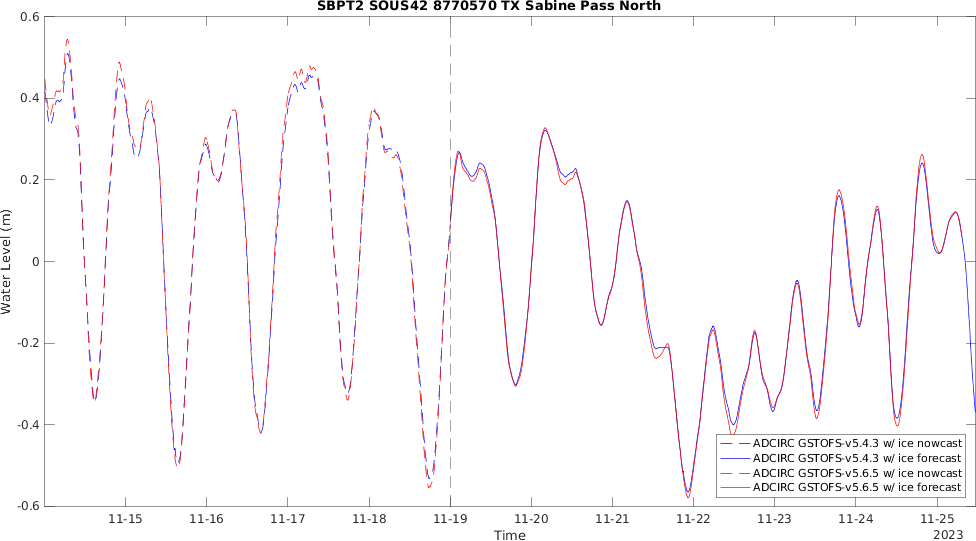 SBPT2 SOUS42 8770570 TX Sabine Pass North
0.6
0.4
0.2
0
-0.2
-0.4
-0.6
Water Level (m)
ADCIRC GSTOFS-v5.4.3 w/ ice nowcast
ADCIRC GSTOFS-v5.4.3 w/ ice forecast
ADCIRC GSTOFS-v5.6.5 w/ ice nowcast
ADCIRC GSTOFS-v5.6.5 w/ ice forecast
11-15 11-16 11-17 11-18 11-19 11-20 11-21 11-22 11-23 11-24 11-25
Time
2023